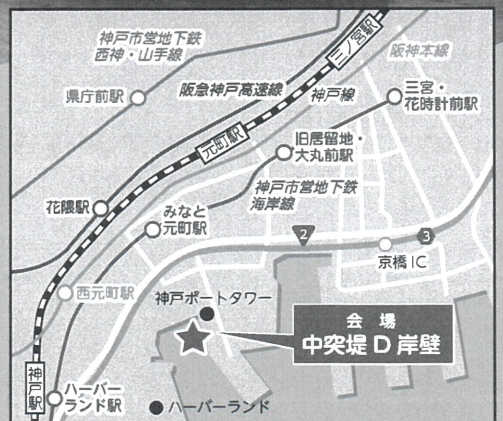 神戸市営地下鉄
西神・山手線
三ノ宮駅
阪神本線
県庁前駅
阪急神戸高速線
神戸線
三宮・
花時計前駅
元町駅
旧居留地・
大丸前駅
花隈駅
みなと
元町駅
神戸市営地下鉄
海岸線
2
3
京橋IC
西元町駅
神戸ポートタワー
会場
中突堤D岸壁
神戸駅
ハーバー
ランド駅
ハーバーランド